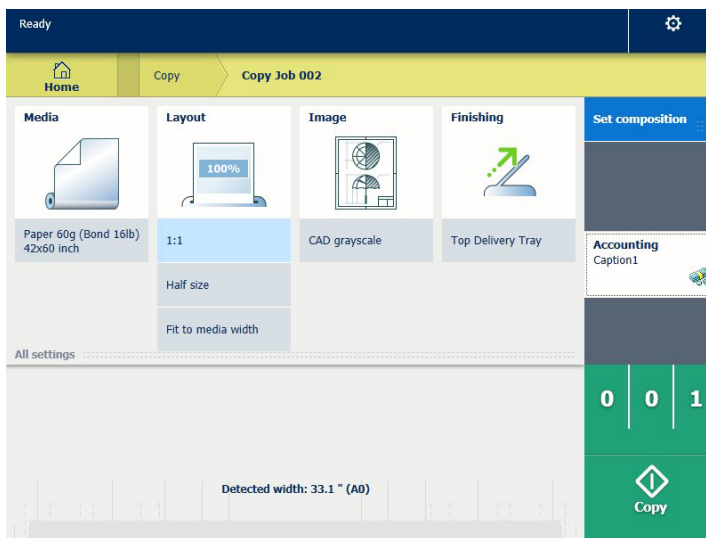 Ready
Home
Copy
Copy Job 002
Media
Layout
Image
Finishing
Set composition
100%
Paper 60g (Bond 16lb)
42x60 inch
1:1
CAD grayscale
Top Delivery Tray
Accounting
Caption1
Half size
Fit to media width
All settings
0 0 1
Detected width: 33.1 " (A0)
Copy